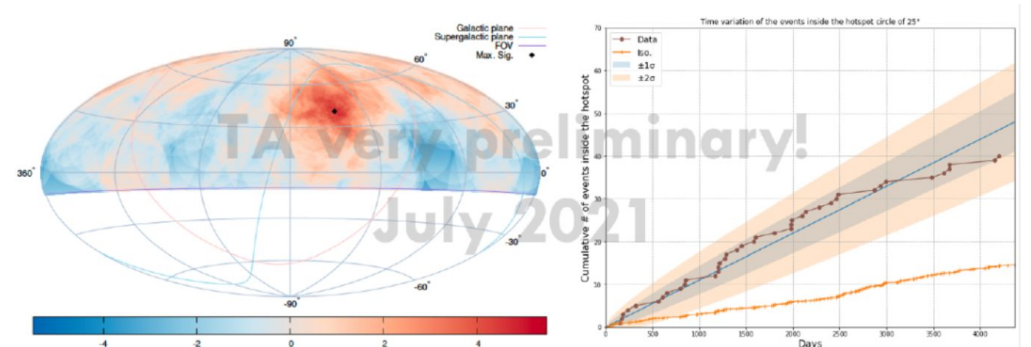 Galactic plane
Supergalactic plane
FOV
Max. Sig.
90°
60°
30°
360°
0°
-30°
-60°
-90°
-4
-2
0
2
4
TA very preliminary!
July 2021
Time variation of the events inside the hotspot circle of 25°
Data
Iso.
±1σ
±2σ
Cumulative # of events inside the hotspot
70
60
50
40
30
20
10
0
0
500
1000
1500
2000
2500
3000
3500
4000
Days